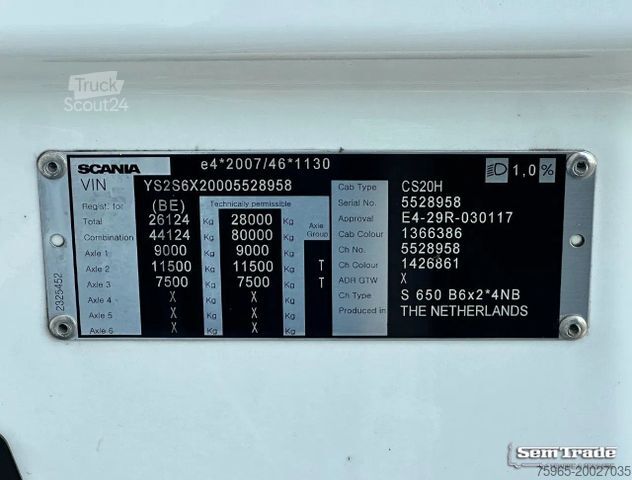 Truck
Scout24
SCANIA e4*2007/46*1130 1,0%
VIN YS2S6X20005528958 Cab Type CS20H
Regist. for (BE) Technically permissible Serial No. 5528958
Total 26124 Kg 28000 Kg Axle Group Approval E4-29R-030117
Combination 44124 Kg 80000 Kg Cab Colour 1366386
Axle 1 9000 Kg 9000 Kg Ch No. 5528958
Axle 2 11500 Kg 11500 Kg T Ch Colour 1426861
Axle 3 7500 Kg 7500 Kg T ADR GTW X
Axle 4 X Kg X Kg Ch Type S 650 B6x2*4NB
Axle 5 X Kg X Kg Produced in THE NETHERLANDS
Axle 6 X Kg X Kg
2325452
SemTrade
75965-20027035